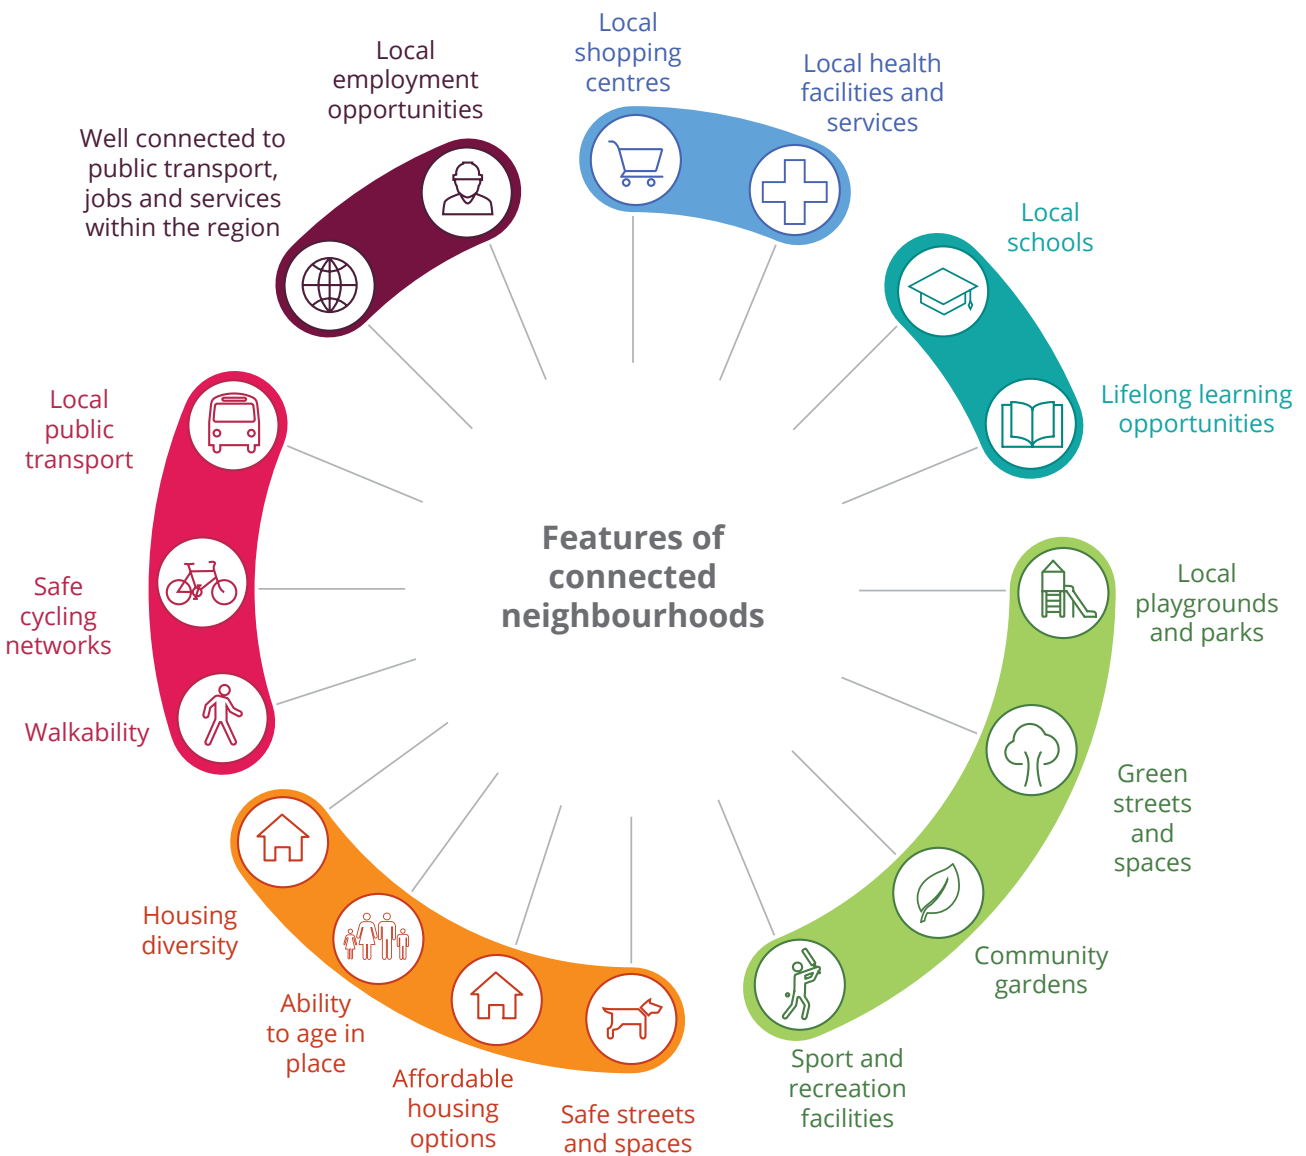 Local
shopping
centres
Local health
facilities and
services
Local
schools
Lifelong learning
opportunities
Local
playgrounds
and parks
Green
streets
and
spaces
Community
gardens
Sport and
recreation
facilities
Safe streets
and spaces
Affordable
housing
options
Ability
to age in
place
Housing
diversity
Walkability
Safe
cycling
networks
Local
public
transport
Well connected to
public transport,
jobs and services
within the region
Local
employment
opportunities
Features of
connected
neighbourhoods